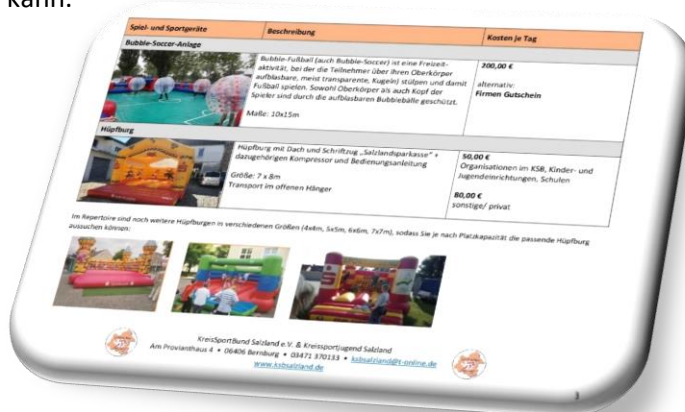 kann.
Spiel- und Sportgeräte
Beschreibung
Kosten je Tag
Bubble-Soccer-Anlage
Bubble-Fußball (auch Bubble-Soccer) ist eine Freizeit-
aktivität, bei der die Teilnehmer über ihren Oberkörper
aufblasbare, meist transparente, Kugeln) stülpen und damit
Fußball spielen. Sowohl Oberkörper als auch Kopf der
Spieler sind durch die aufblasbaren Bubblebälle geschützt.
Maße: 10x15m
200,00 €
alternativ:
Firmen Gutschein
Hüpfburg
Hüpfburg mit Dach und Schriftzug „Salzlandsparkasse“ +
dazugehörigen Kompressor und Bedienungsanleitung
Größe: 7 x 8m
Transport im offenen Hänger
50,00 €
Organisationen im KSB, Kinder- und
Jugendeinrichtungen, Schulen
80,00 €
sonstige/ privat
Im Repertoire sind noch weitere Hüpfburgen in verschiedenen Größen (4x4m, 5x5m, 6x6m, 7x7m), sodass Sie je nach Platzkapazität die passende Hüpfburg
aussuchen können:
KreisSportBund Salzland e.V. & Kreissportjugend Salzland
Am Provianthaus 4 • 06406 Bernburg • 03471 370133 • ksbsalzland@t-online.de
www.ksbsalzland.de
3